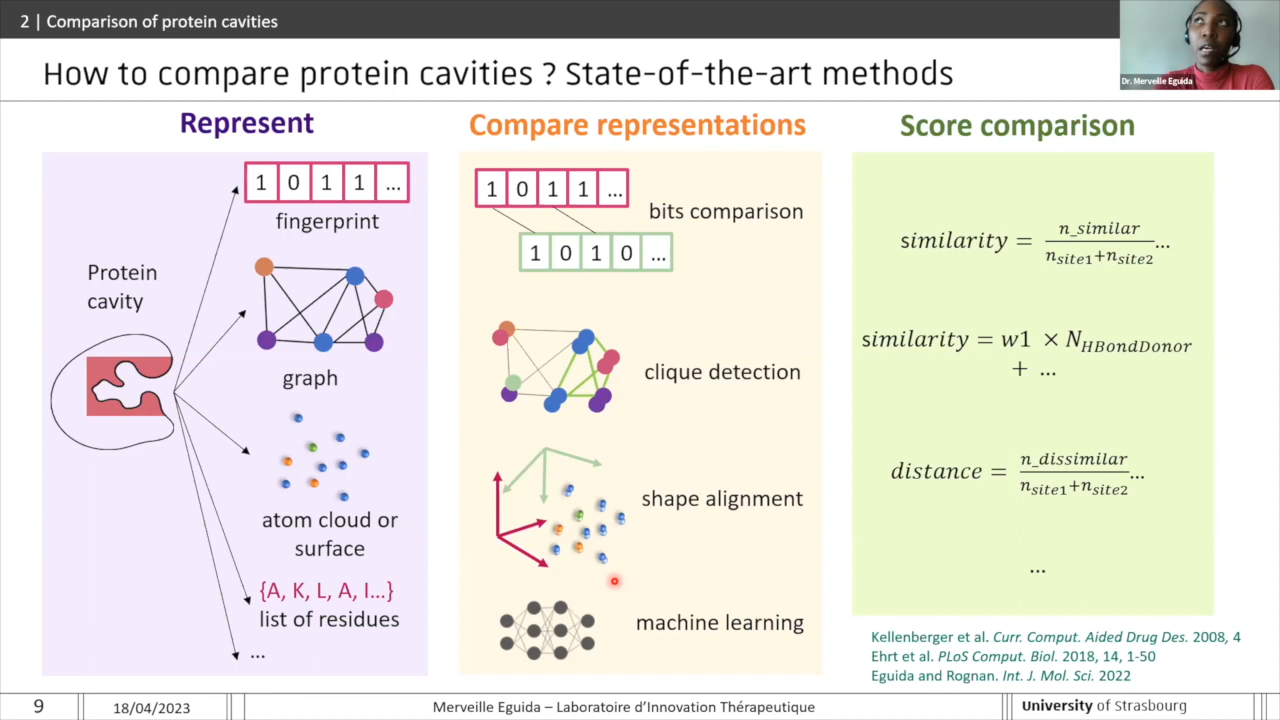 2 | Comparison of protein cavities
Dr. Merveille Eguida
How to compare protein cavities ? State-of-the-art methods
Represent
Protein
cavity
1 0 1 1 ...
fingerprint
graph
atom cloud or
surface
{A, K, L, A, I...}
list of residues
...
Compare representations
1 0 1 1 ...
1 0 1 0 ...
bits comparison
clique detection
shape alignment
machine learning
Score comparison
similarity = n_similar / n_site1+n_site2 ...
similarity = w1 × N_HBondDonor
+ ...
distance = n_dissimilar / n_site1+n_site2 ...
...
Kellenberger et al. Curr. Comput. Aided Drug Des. 2008, 4
Ehrt et al. PLoS Comput. Biol. 2018, 14, 1-50
Eguida and Rognan. Int. J. Mol. Sci. 2022
9
18/04/2023
Merveille Eguida – Laboratoire d'Innovation Thérapeutique
University of Strasbourg